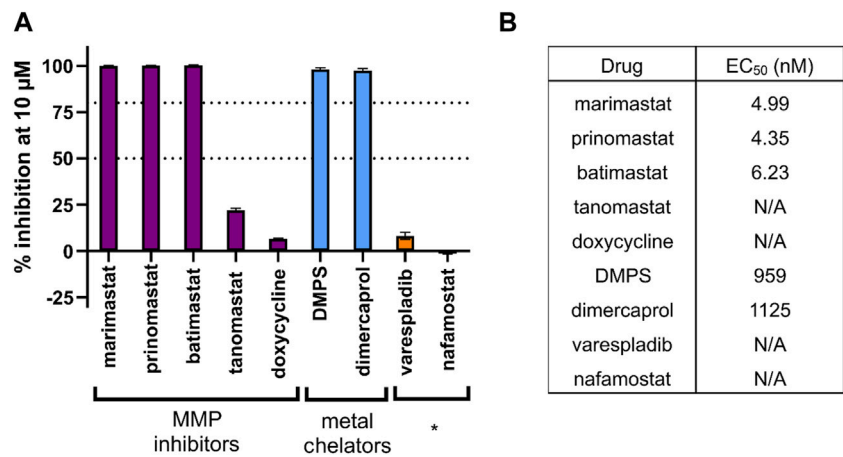 A
% inhibition at 10 µM
100
75
50
25
0
-25
marimastat
prinomastat
batimastat
tanomastat
doxycycline
DMPS
dimercaprol
varespladib
nafamostat
MMP
inhibitors
metal
chelators
*
B
Drug EC₅₀ (nM)
marimastat 4.99
prinomastat 4.35
batimastat 6.23
tanomastat N/A
doxycycline N/A
DMPS 959
dimercaprol 1125
varespladib N/A
nafamostat N/A